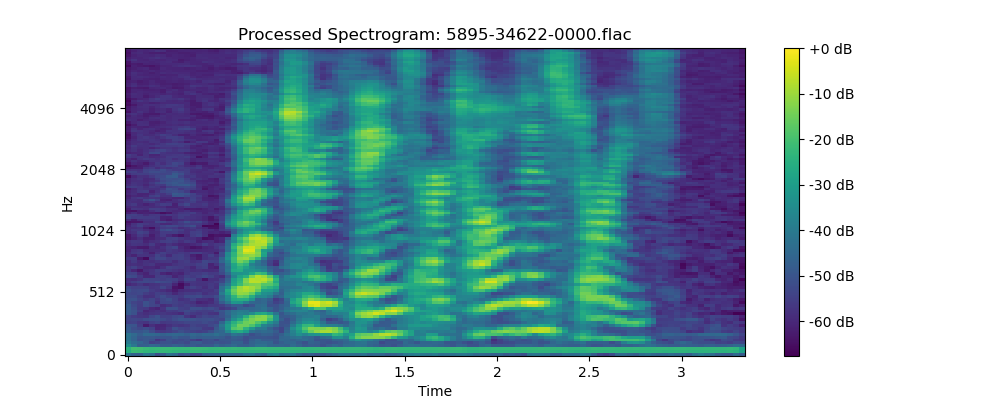 Processed Spectrogram: 5895-34622-0000.flac
Hz
4096
2048
1024
512
0
0
0.5
1
1.5
2
2.5
3
Time
+0 dB
-10 dB
-20 dB
-30 dB
-40 dB
-50 dB
-60 dB